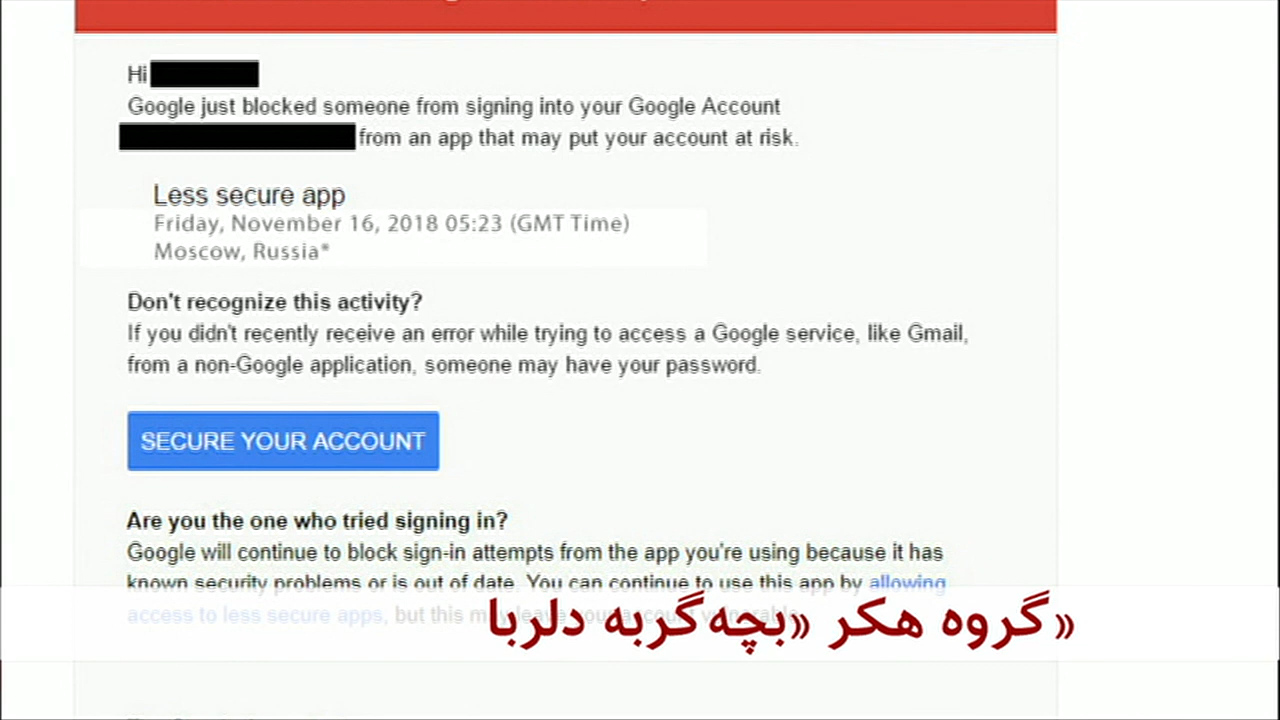 Hi
Google just blocked someone from signing into your Google Account
from an app that may put your account at risk.
Less secure app
Friday, November 16, 2018 05:23 (GMT Time)
Moscow, Russia*
Don't recognize this activity?
If you didn't recently receive an error while trying to access a Google service, like Gmail,
from a non-Google application, someone may have your password.
SECURE YOUR ACCOUNT
Are you the one who tried signing in?
Google will continue to block sign-in attempts from the app you're using because it has
known security problems or is out of date. You can continue to use this app by allowing
access to less secure apps, but this may leave your account vulnerable.
«گروه هکر «بچه‌گربه دلربا